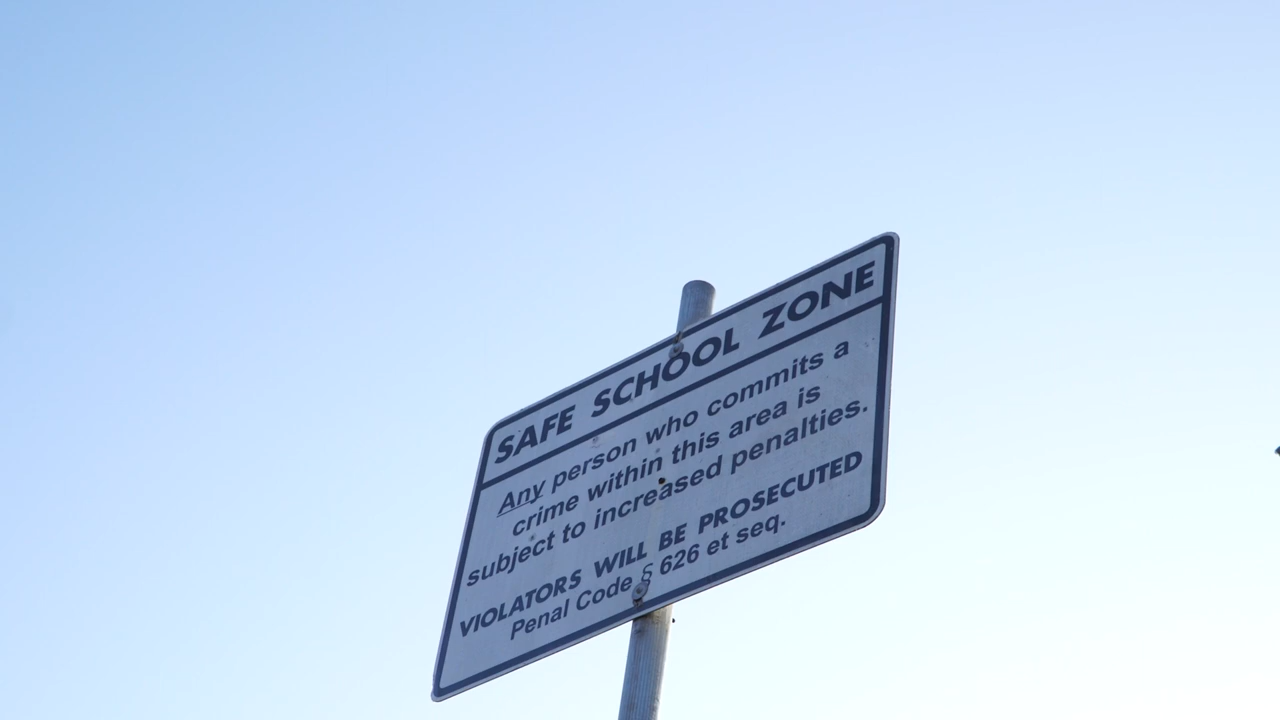 SAFE SCHOOL ZONE
Any person who commits a
crime within this area is
subject to increased penalties.
VIOLATORS WILL BE PROSECUTED
Penal Code § 626 et seq.